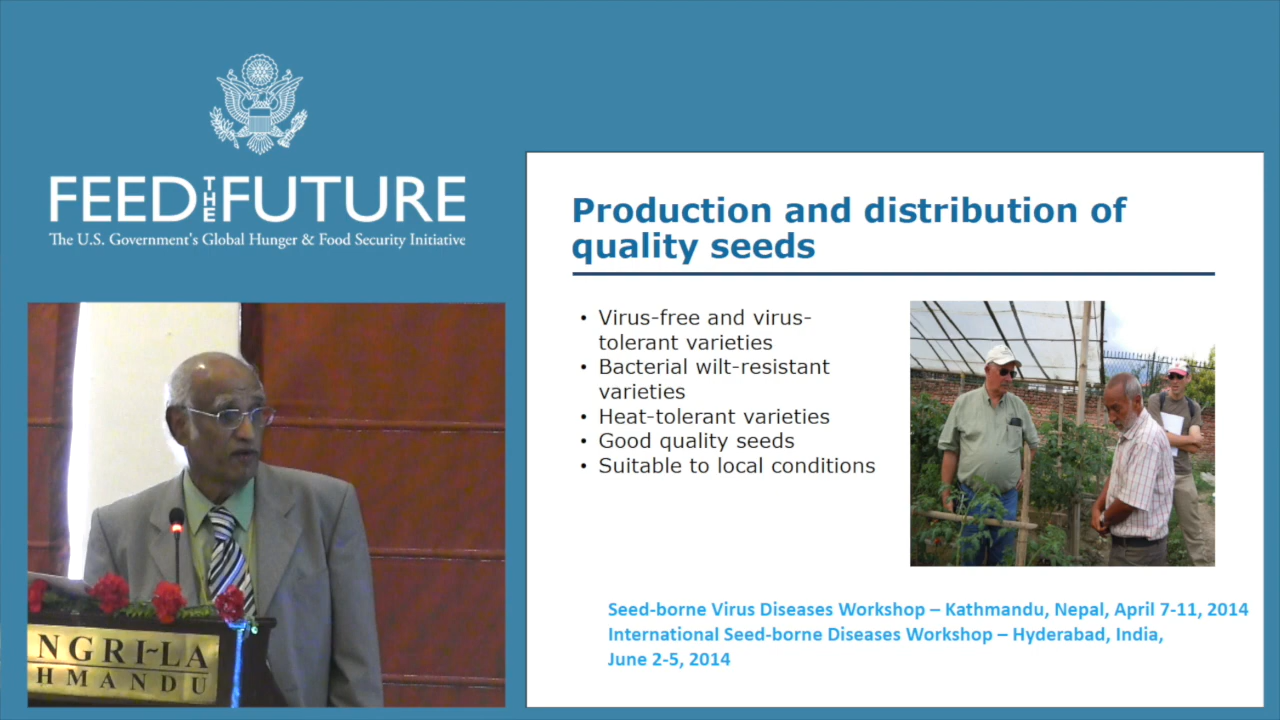 FEED THE FUTURE
The U.S. Government's Global Hunger & Food Security Initiative
Production and distribution of
quality seeds
• Virus-free and virus-
tolerant varieties
• Bacterial wilt-resistant
varieties
• Heat-tolerant varieties
• Good quality seeds
• Suitable to local conditions
Seed-borne Virus Diseases Workshop – Kathmandu, Nepal, April 7-11, 2014
International Seed-borne Diseases Workshop – Hyderabad, India,
June 2-5, 2014
NGRI~LA
HMANDU